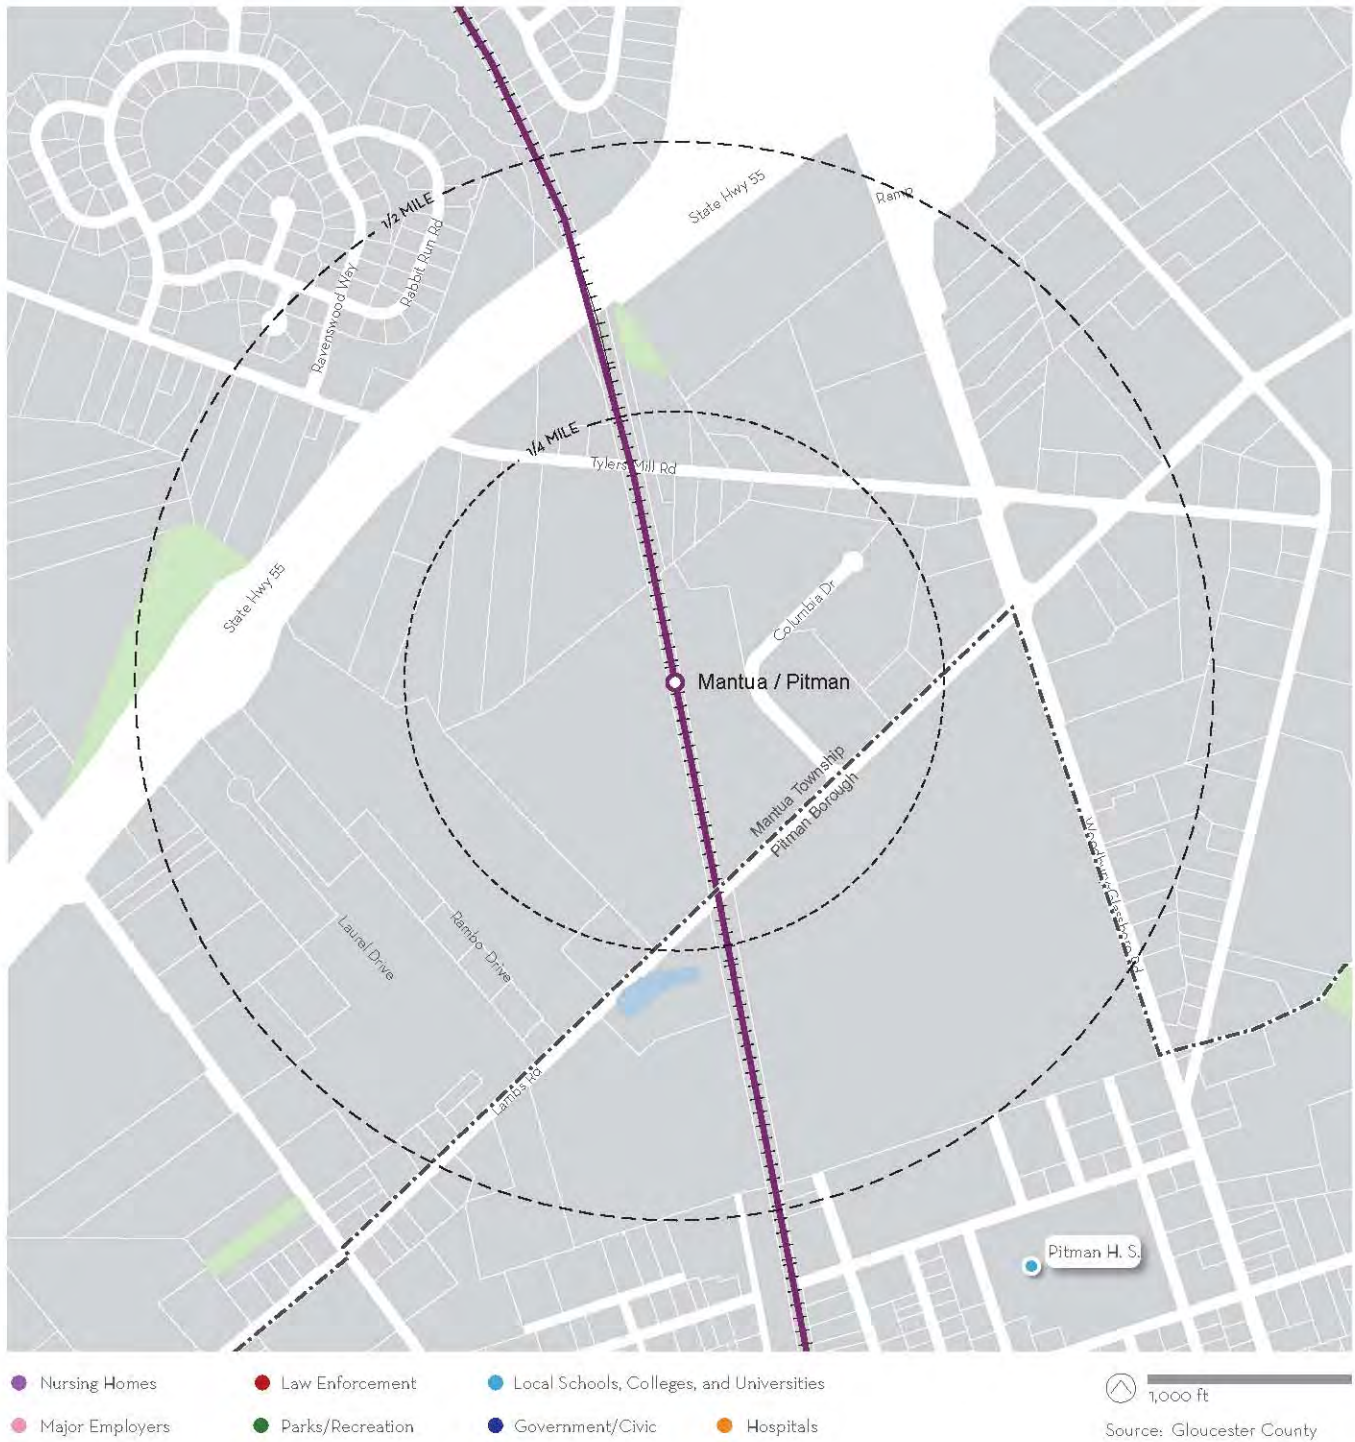 State Hwy 55
Ramp
1/2 MILE
Rabbit Run Rd
Ravenswood Way
1/4 MILE
Tylers Mill Rd
State Hwy 55
Columbia Dr
Mantua / Pitman
Mantua Township
Pitman Borough
Woodbury-Glassboro Rd
Laurel Drive
Rambo Drive
Lambs Rd
Pitman H. S.
Nursing Homes
Law Enforcement
Local Schools, Colleges, and Universities
Major Employers
Parks/Recreation
Government/Civic
Hospitals
1,000 ft
Source: Gloucester County